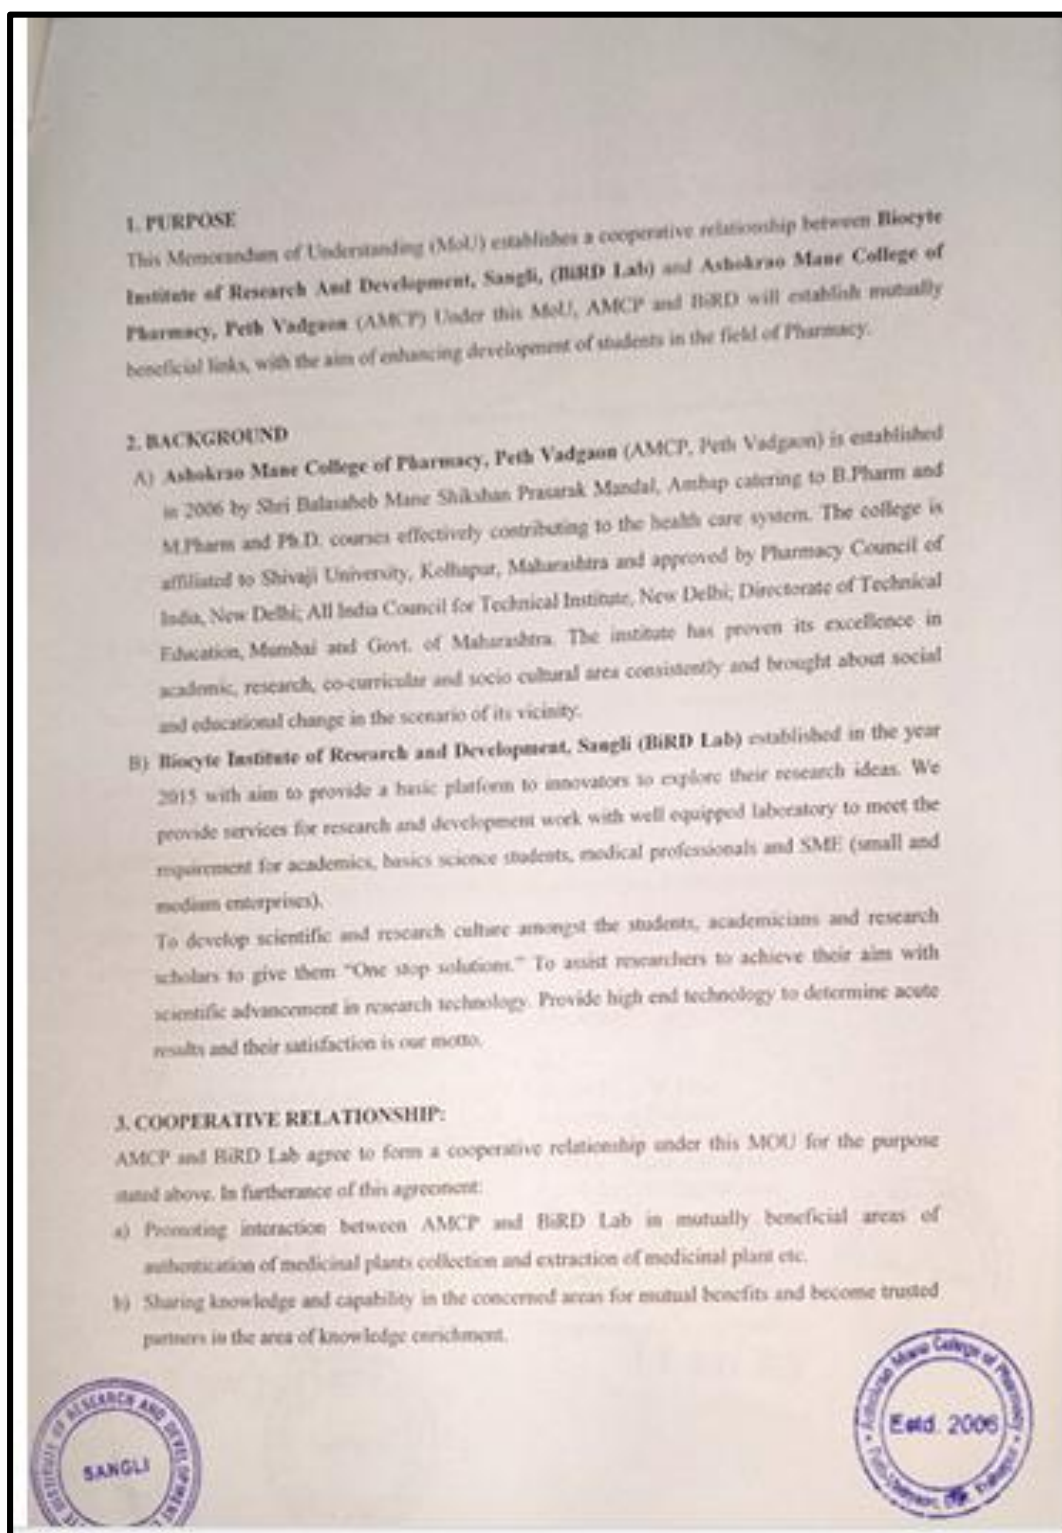 1. PURPOSE
This Memorandum of Understanding (MoU) establishes a cooperative relationship between Biocyte
Institute of Research And Development, Sangli, (BiRD Lab) and Ashokrao Mane College of
Pharmacy, Peth Vadgaon (AMCP) Under this MoU, AMCP and BiRD will establish mutually
beneficial links, with the aim of enhancing development of students in the field of Pharmacy.
2. BACKGROUND
A) Ashokrao Mane College of Pharmacy, Peth Vadgaon (AMCP, Peth Vadgaon) is established
in 2006 by Shri Balasaheb Mane Shikshan Prasarak Mandal, Ambap catering to B.Pharm and
M.Pharm and Ph.D. courses effectively contributing to the health care system. The college is
affiliated to Shivaji University, Kolhapur, Maharashtra and approved by Pharmacy Council of
India, New Delhi; All India Council for Technical Institute, New Delhi; Directorate of Technical
Education, Mumbai and Govt. of Maharashtra. The institute has proven its excellence in
academic, research, co-curricular and socio cultural area consistently and brought about social
and educational change in the scenario of its vicinity.
B) Biocyte Institute of Research and Development, Sangli (BiRD Lab) established in the year
2015 with aim to provide a basic platform to innovators to explore their research ideas. We
provide services for research and development work with well equipped laboratory to meet the
requirement for academics, basics science students, medical professionals and SME (small and
medium enterprises).
To develop scientific and research culture amongst the students, academicians and research
scholars to give them "One stop solutions." To assist researchers to achieve their aim with
scientific advancement in research technology. Provide high end technology to determine acute
results and their satisfaction is our motto.
3. COOPERATIVE RELATIONSHIP:
AMCP and BiRD Lab agree to form a cooperative relationship under this MOU for the purpose
stated above. In furtherance of this agreement:
a) Promoting interaction between AMCP and BiRD Lab in mutually beneficial areas of
authentication of medicinal plants collection and extraction of medicinal plant etc.
b) Sharing knowledge and capability in the concerned areas for mutual benefits and become trusted
partners in the area of knowledge enrichment.
INSTITUTE OF RESEARCH AND DEVELOPMENT
SANGLI
Ashokrao Mane College of Pharmacy
Estd. 2006